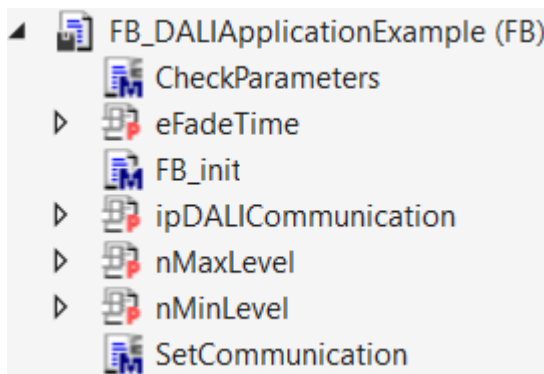 FB_DALIApplicationExample (FB)
CheckParameters
eFadeTime
FB_init
ipDALICommunication
nMaxLevel
nMinLevel
SetCommunication